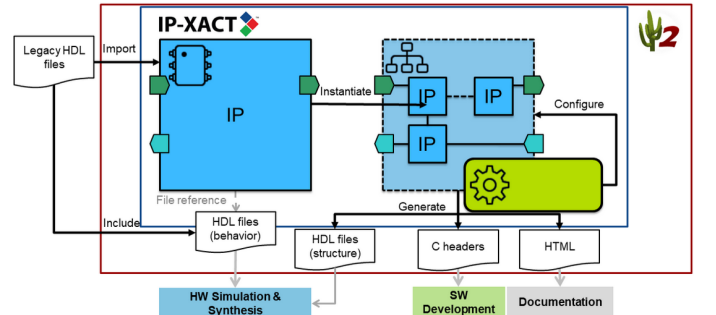 IP-XACT
2
Legacy HDL
files
Import
IP
Instantiate
IP
IP
IP
Configure
File reference
Include
HDL files
(behavior)
Generate
HDL files
(structure)
C headers
HTML
HW Simulation &
Synthesis
SW
Development
Documentation